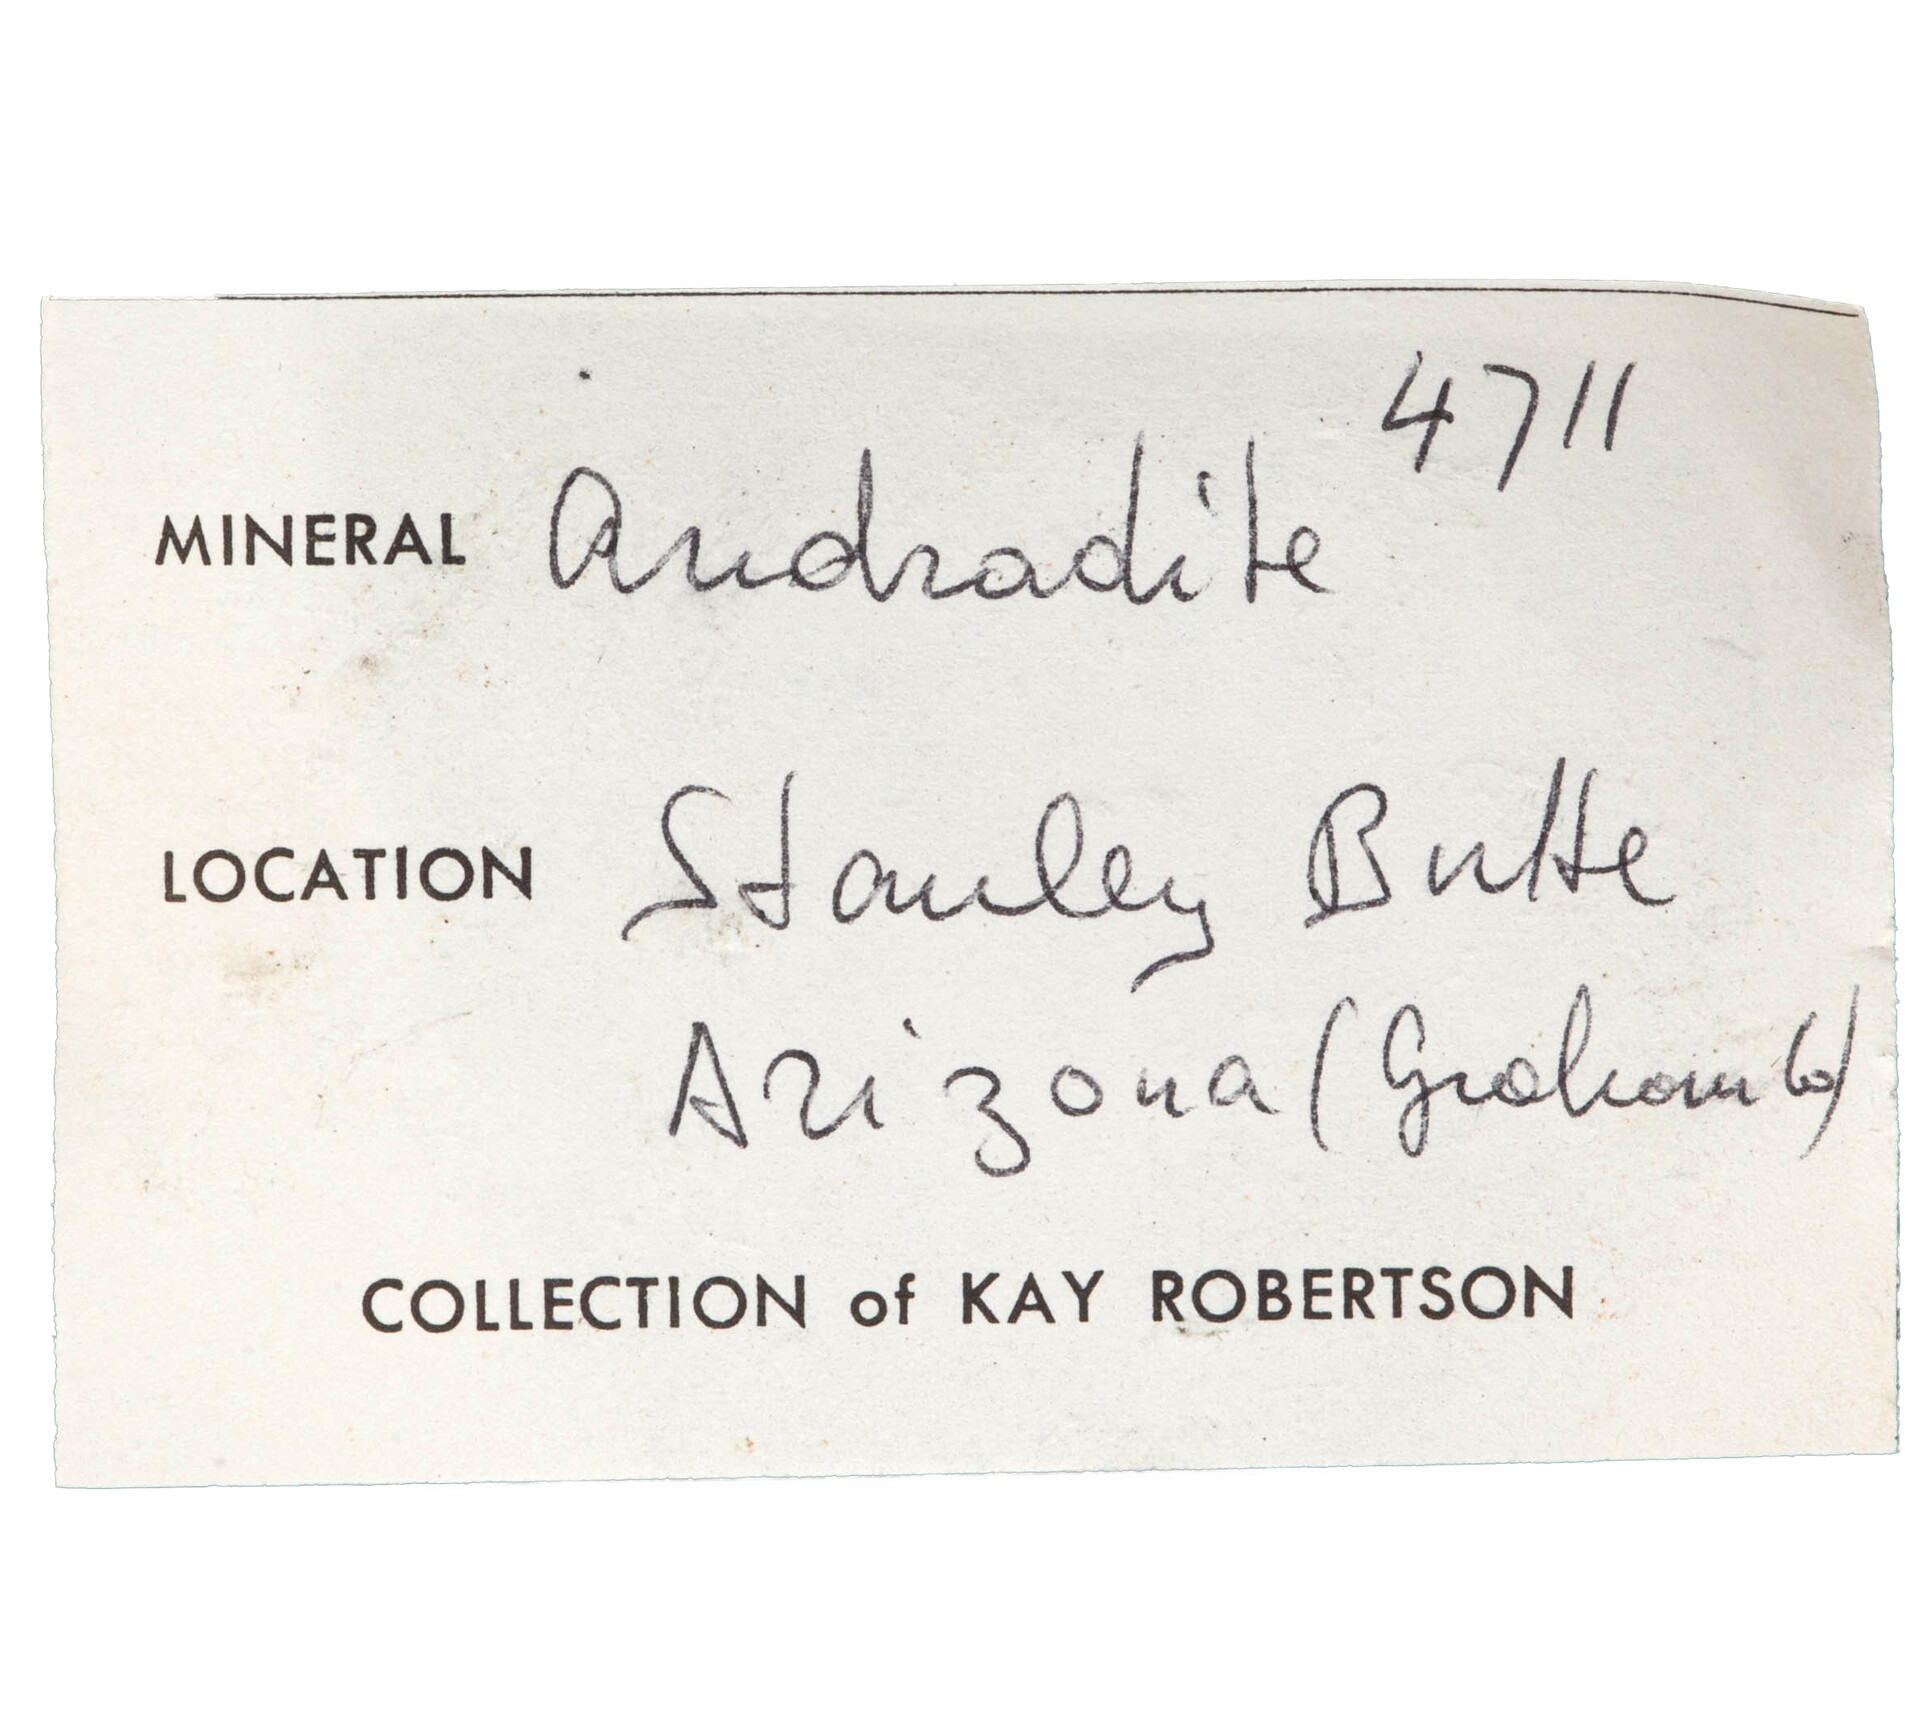 4711
MINERAL Andradite
LOCATION Stanley Butte
Arizona (Graham Co)
COLLECTION of KAY ROBERTSON